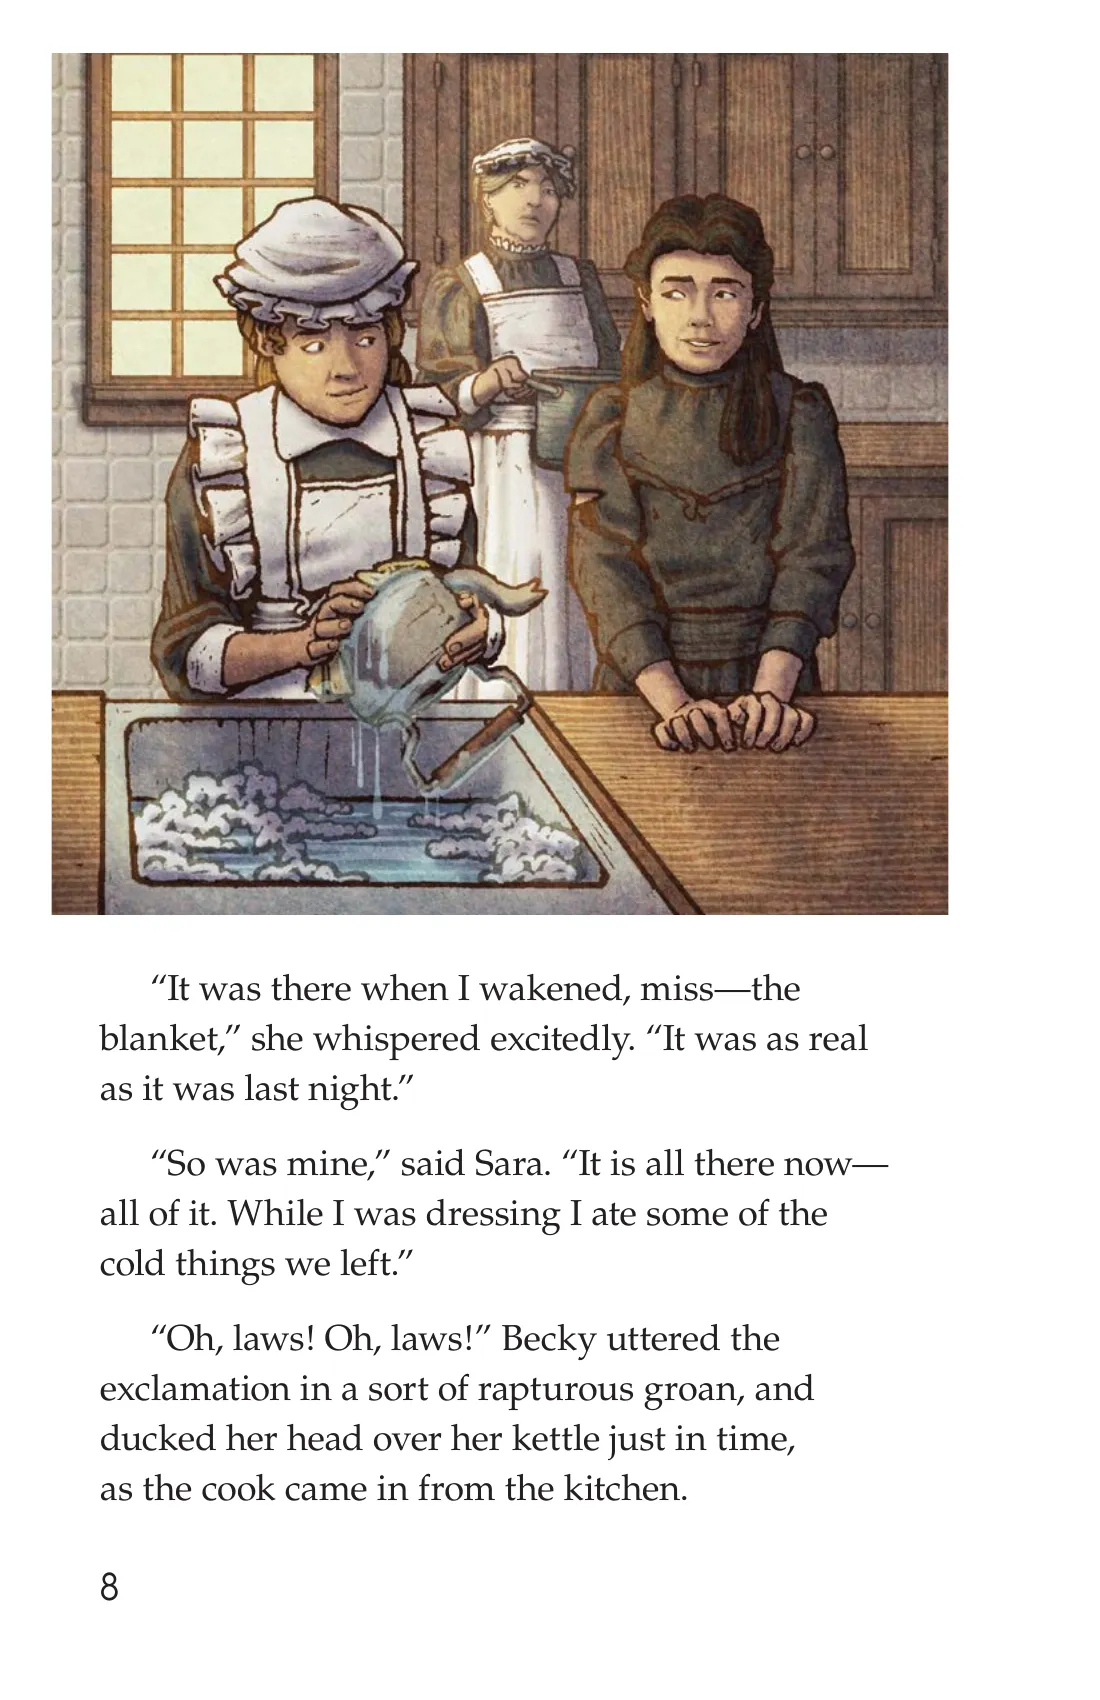 “It was there when I wakened, miss—the
blanket,” she whispered excitedly. “It was as real
as it was last night.”
“So was mine,” said Sara. “It is all there now—
all of it. While I was dressing I ate some of the
cold things we left.”
“Oh, laws! Oh, laws!” Becky uttered the
exclamation in a sort of rapturous groan, and
ducked her head over her kettle just in time,
as the cook came in from the kitchen.
8